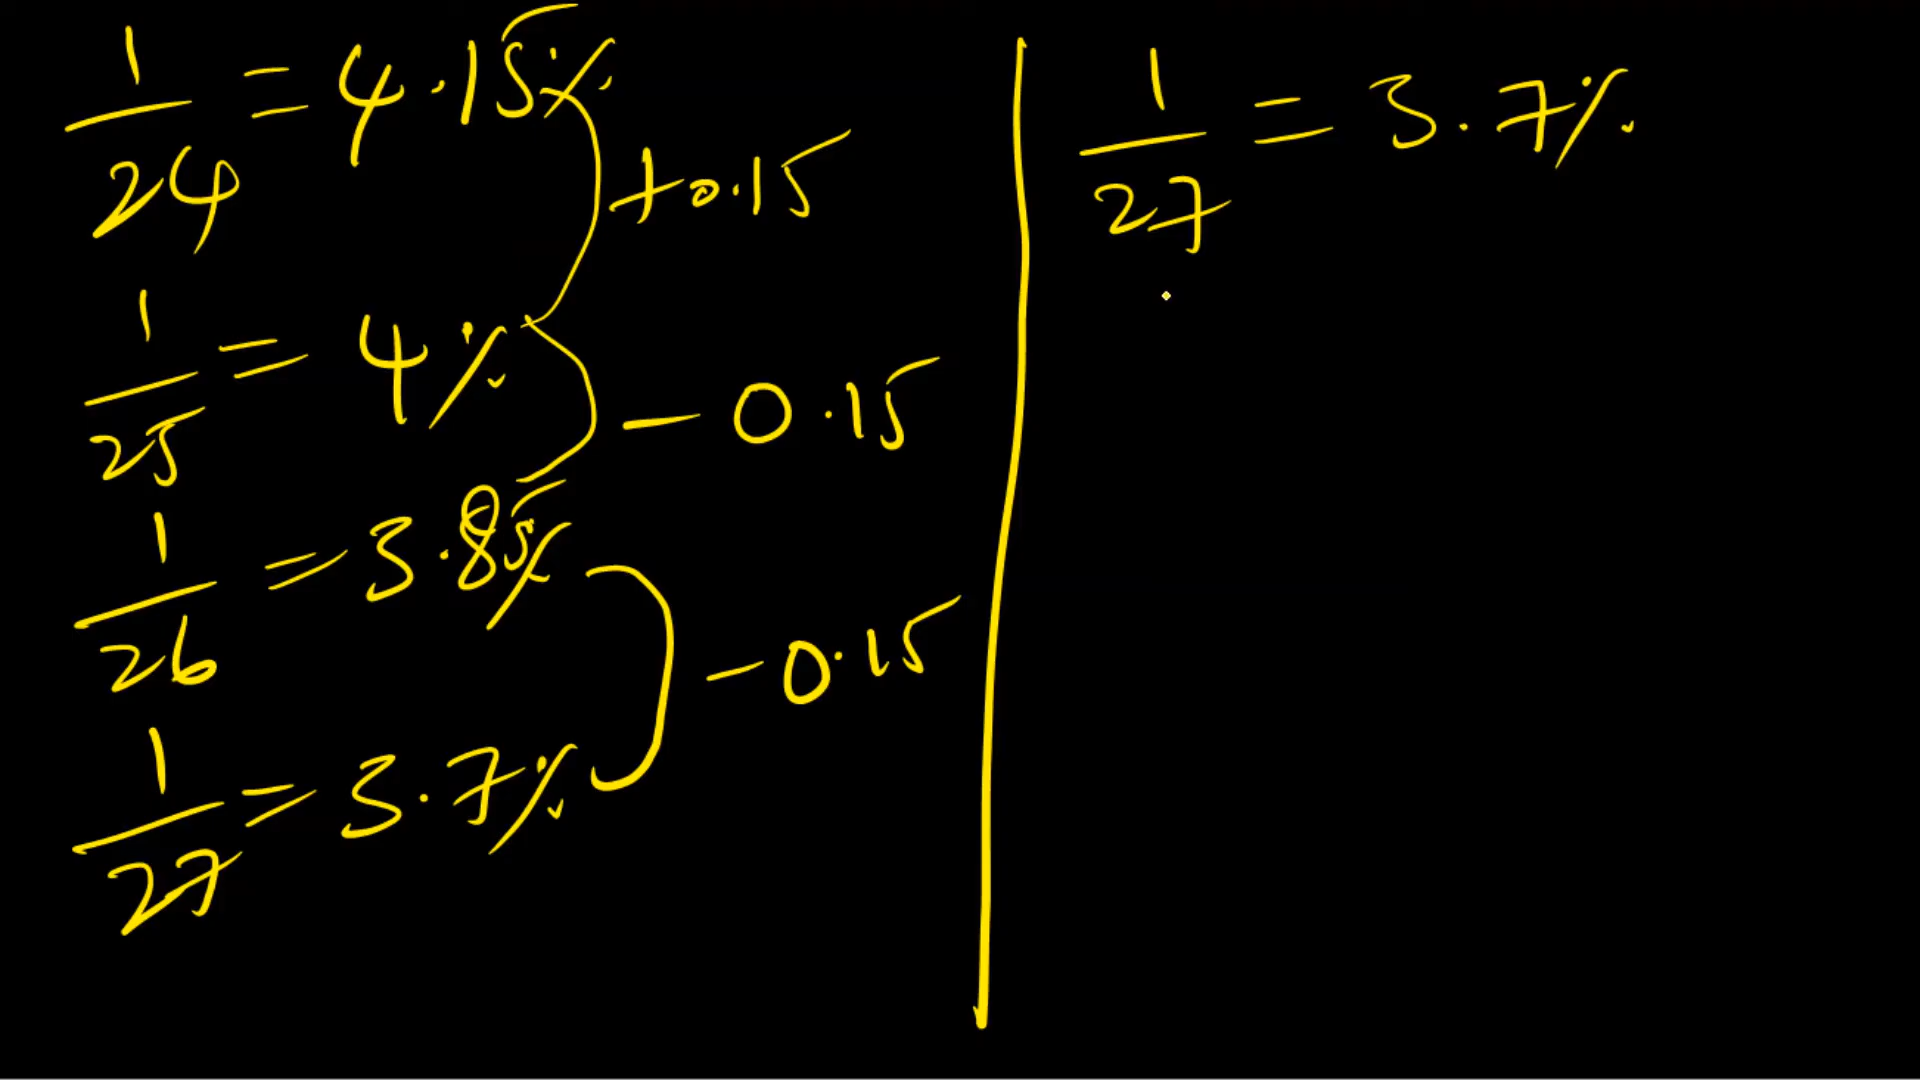 1/24 = 4.15%
+0.15
1/25 = 4%
-0.15
1/26 = 3.85%
-0.15
1/27 = 3.7%
1/27 = 3.7%